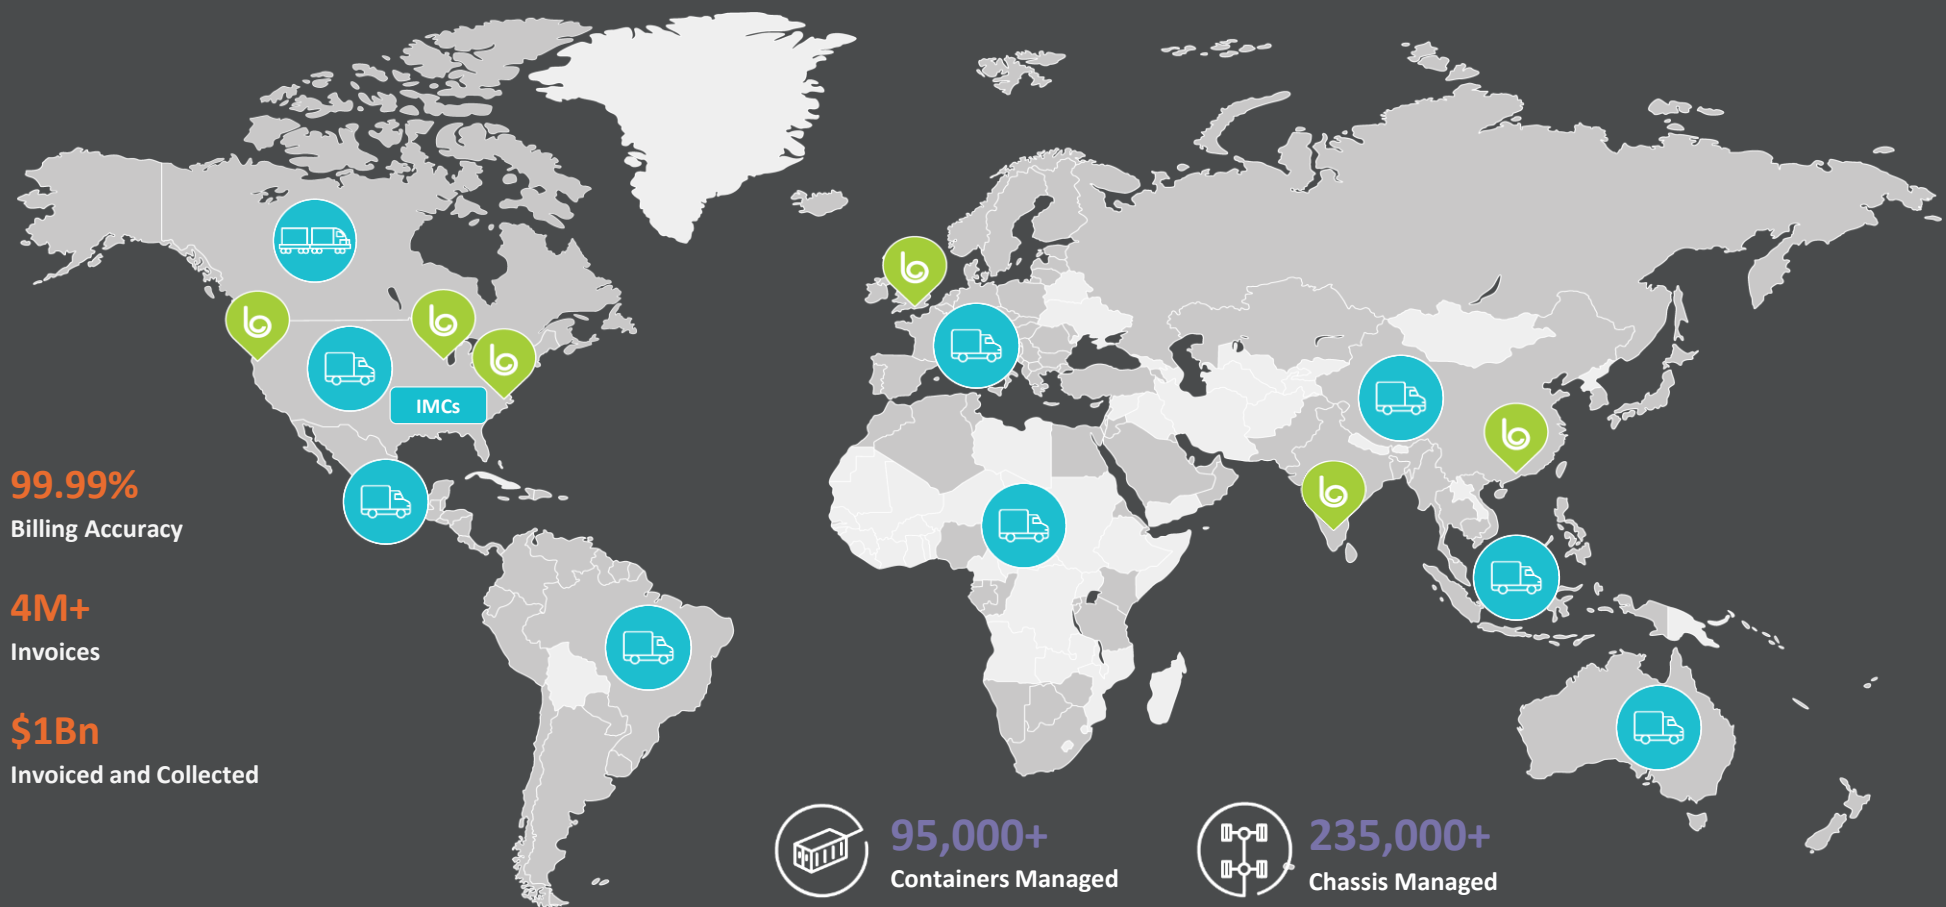 IMCs
99.99%
Billing Accuracy
4M+
Invoices
$1Bn
Invoiced and Collected
95,000+
Containers Managed
235,000+
Chassis Managed